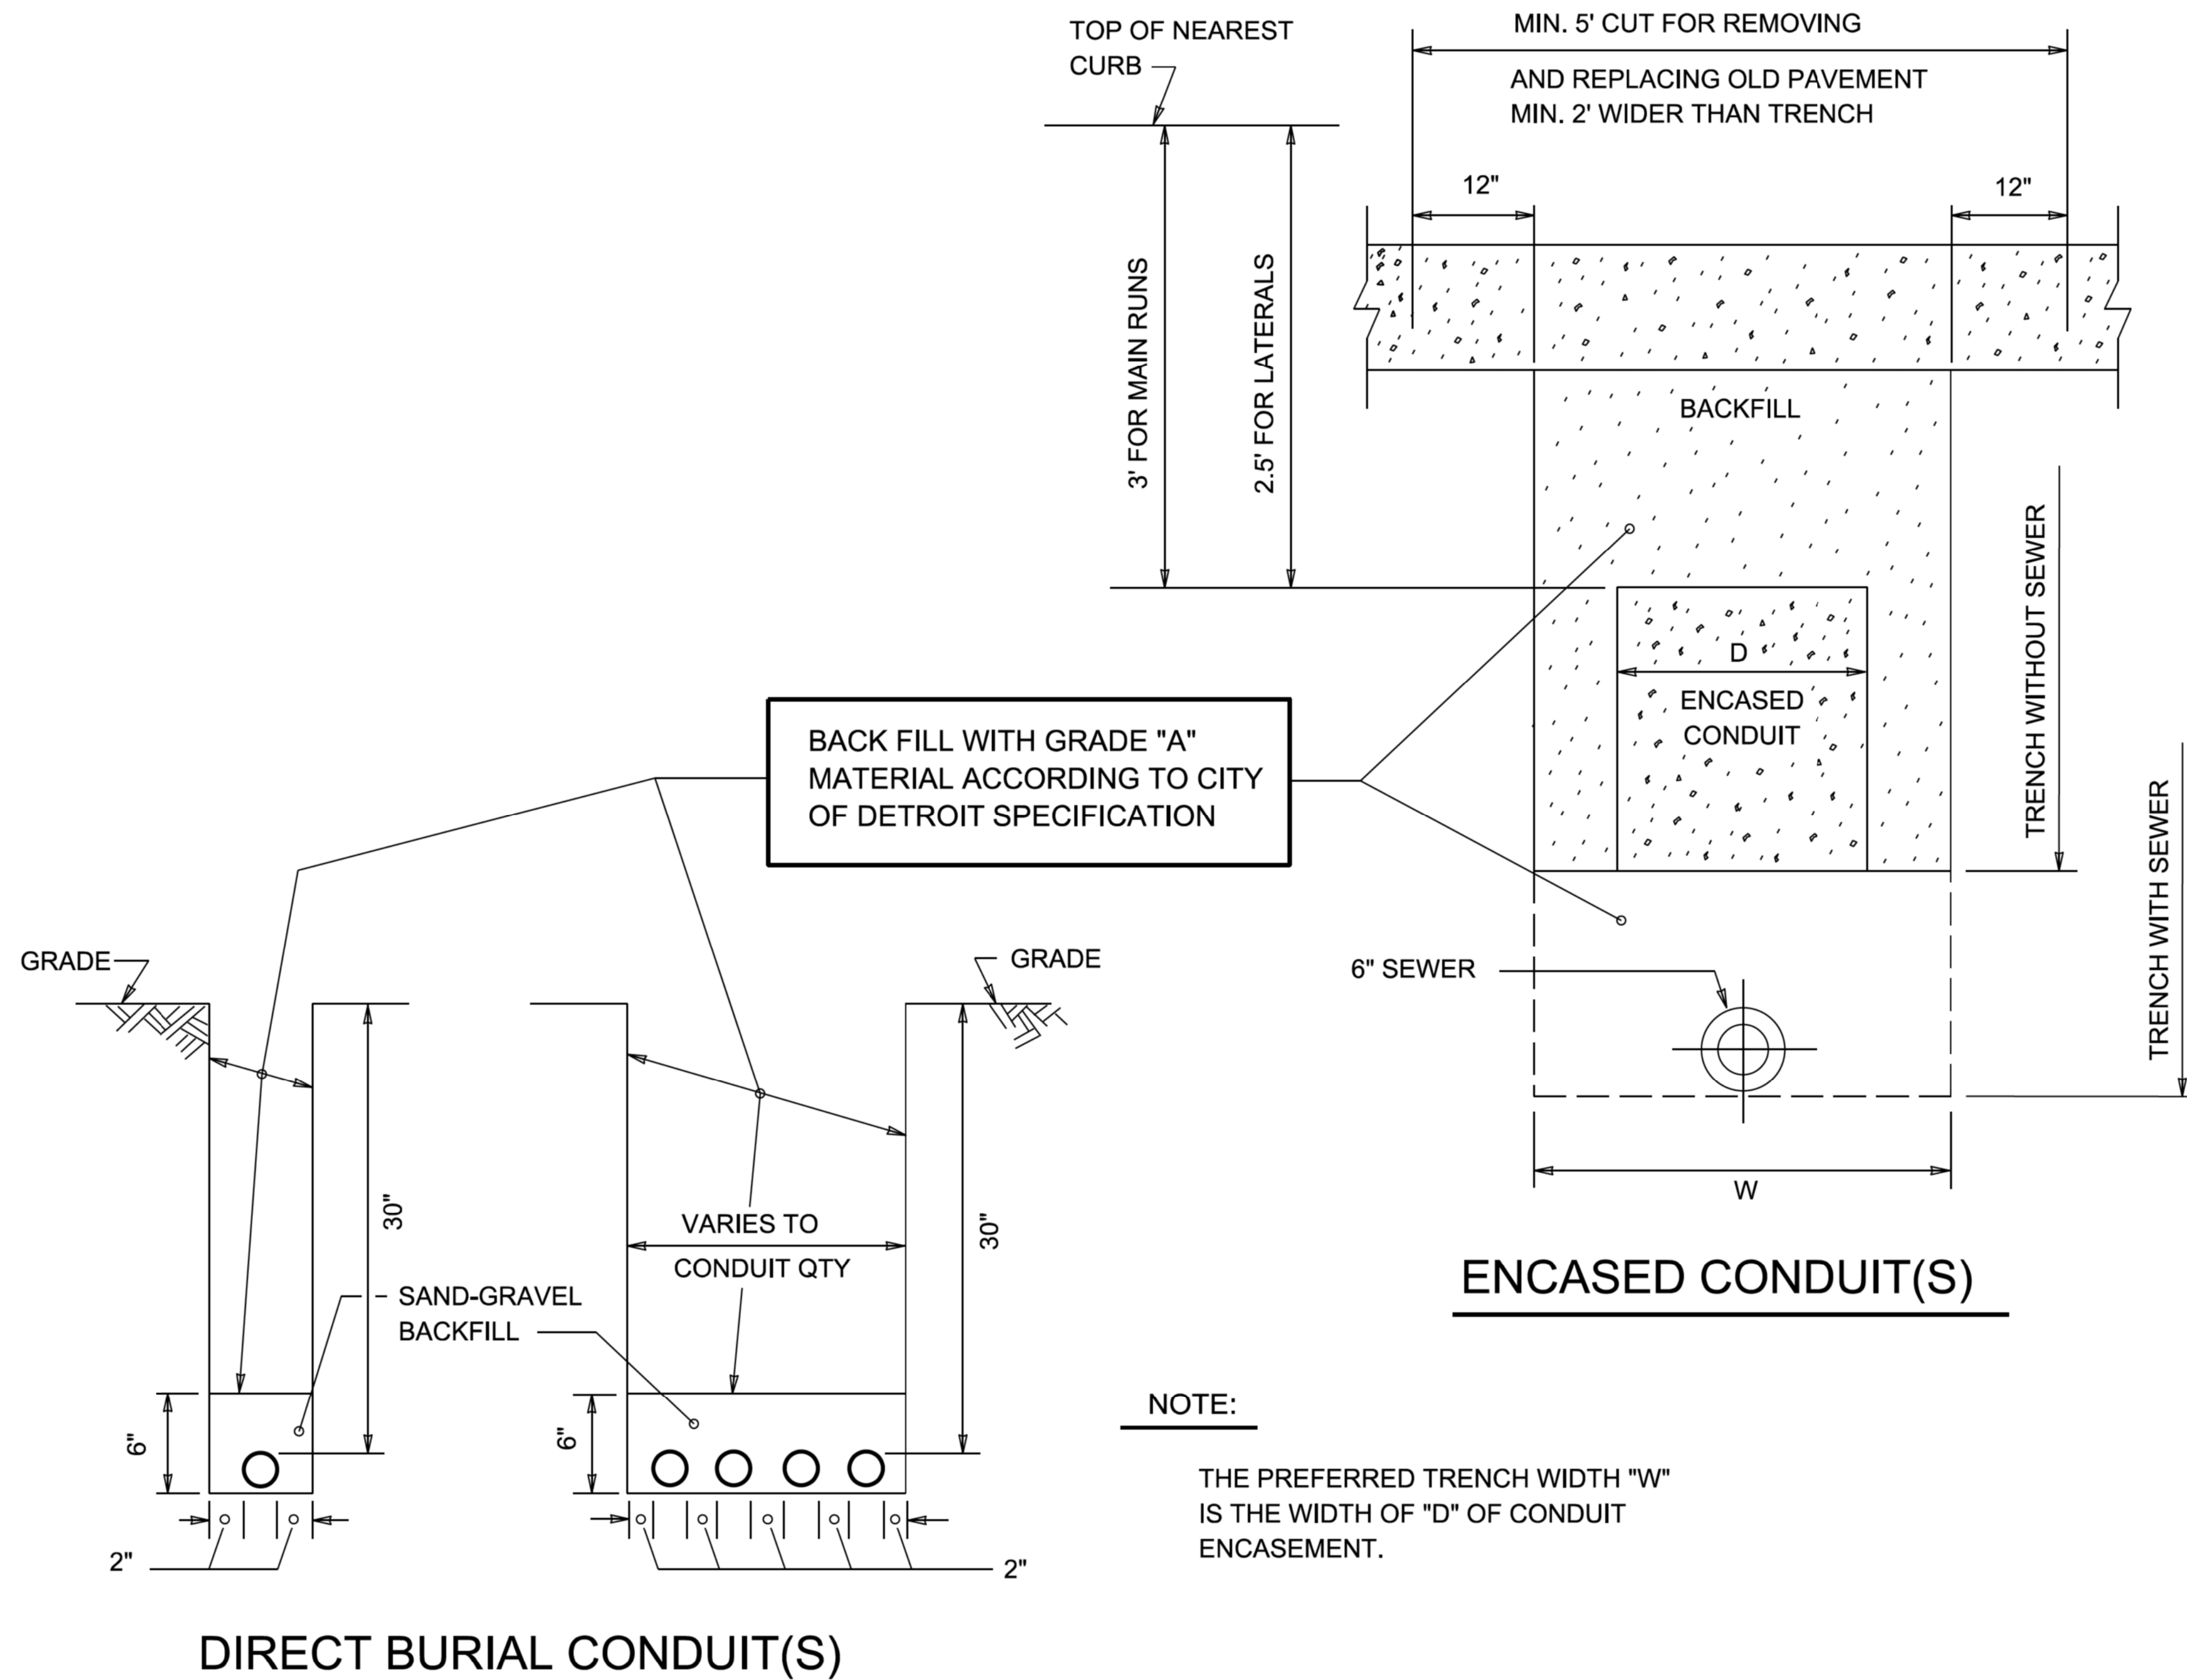 TOP OF NEAREST
CURB
MIN. 5' CUT FOR REMOVING
AND REPLACING OLD PAVEMENT
MIN. 2' WIDER THAN TRENCH
12"
12"
3' FOR MAIN RUNS
2.5' FOR LATERALS
BACKFILL
TRENCH WITHOUT SEWER
D
ENCASED
CONDUIT
BACK FILL WITH GRADE "A"
MATERIAL ACCORDING TO CITY
OF DETROIT SPECIFICATION
TRENCH WITH SEWER
6" SEWER
W
ENCASED CONDUIT(S)
GRADE
GRADE
30"
30"
VARIES TO
CONDUIT QTY
SAND-GRAVEL
BACKFILL
6"
6"
2"
2"
DIRECT BURIAL CONDUIT(S)
NOTE:
THE PREFERRED TRENCH WIDTH "W"
IS THE WIDTH OF "D" OF CONDUIT
ENCASEMENT.